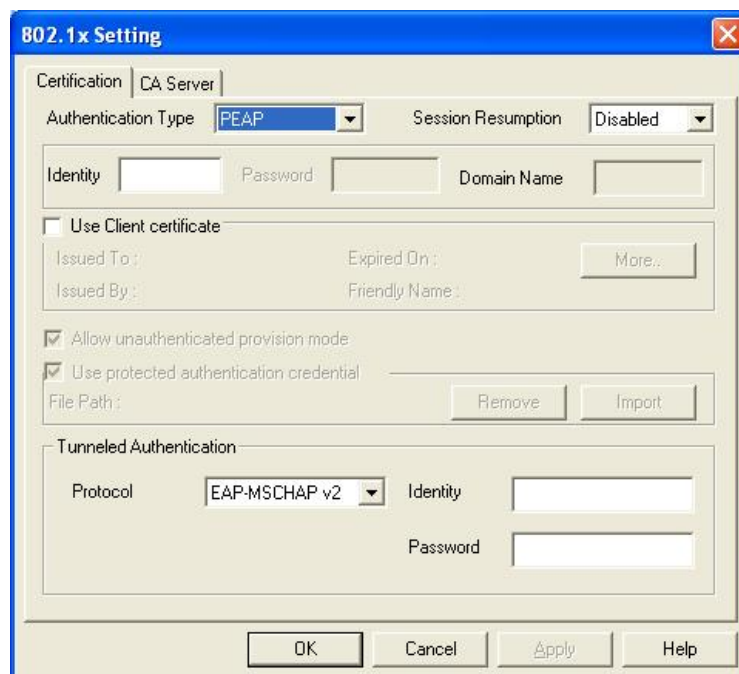 802.1x Setting
Certification CA Server
Authentication Type PEAP Session Resumption Disabled
Identity Password Domain Name
Use Client certificate
Issued To : Expired On : More..
Issued By : Friendly Name :
Allow unauthenticated provision mode
Use protected authentication credential
File Path : Remove Import
Tunneled Authentication
Protocol EAP-MSCHAP v2 Identity
Password
OK Cancel Apply Help